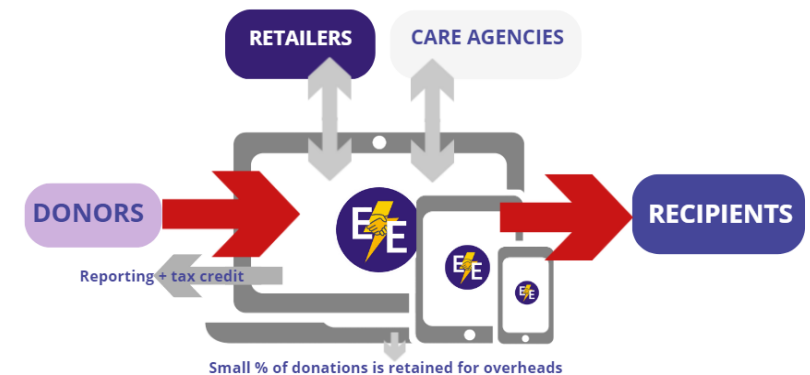 RETAILERS
CARE AGENCIES
DONORS
E E
E E
E E
RECIPIENTS
Reporting + tax credit
Small % of donations is retained for overheads